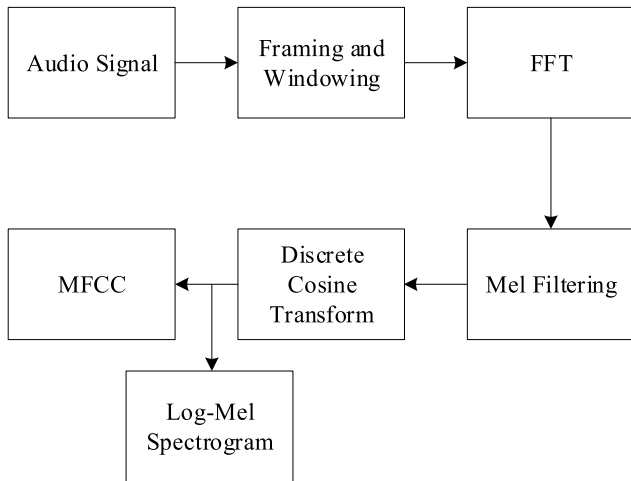 Audio Signal
Framing and
Windowing
FFT
MFCC
Discrete
Cosine
Transform
Mel Filtering
Log-Mel
Spectrogram